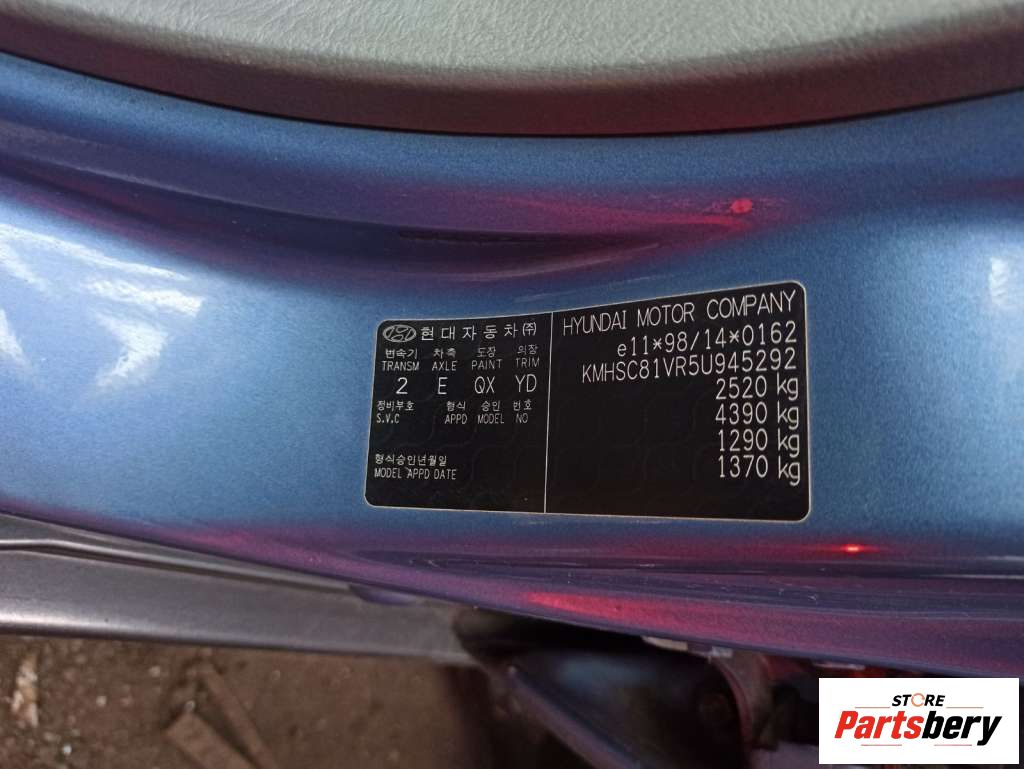 현대자동차㈜
변속기 차축 도장 의장
TRANSM AXLE PAINT TRIM
2 E QX YD
정비부호 형식 승인 번호
S.V.C APPD MODEL NO
형식승인년월일
MODEL APPD DATE
HYUNDAI MOTOR COMPANY
e11*98/14*0162
KMHSC81VR5U945292
2520 kg
4390 kg
1290 kg
1370 kg
STORE
Partsbery